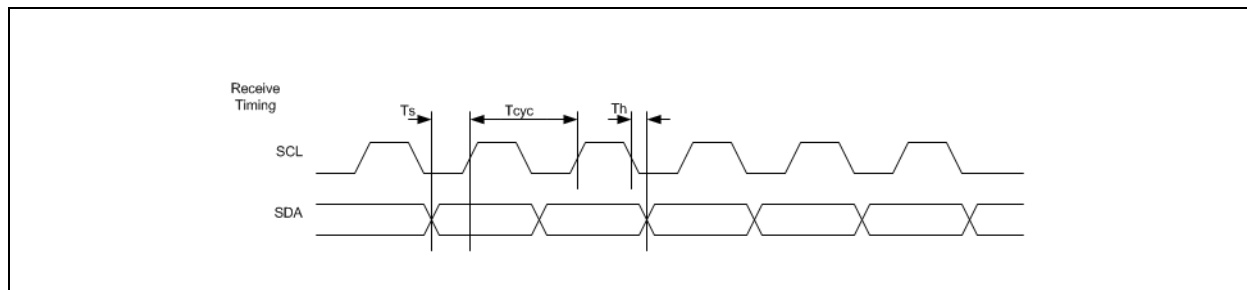 Receive
Timing
Ts
Tcyc
Th
SCL
SDA